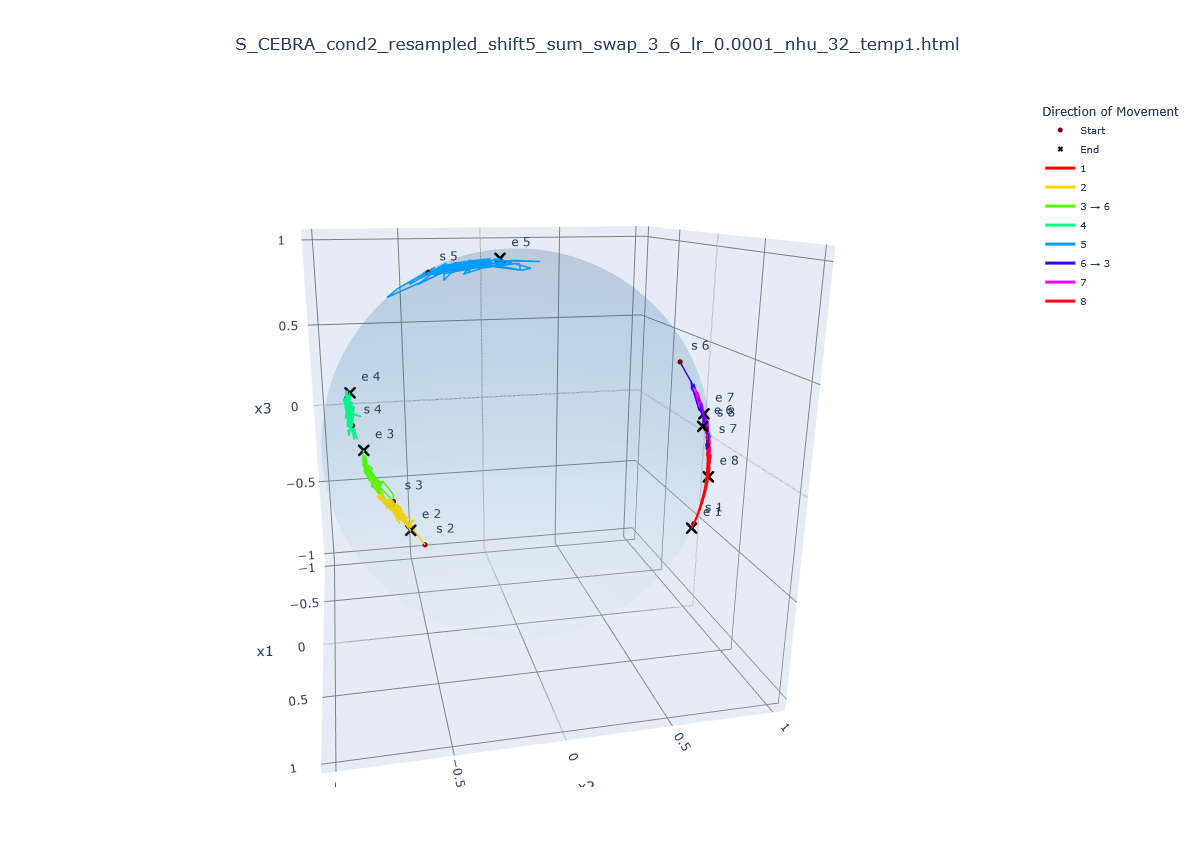 S_CEBRA_cond2_resampled_shift5_sum_swap_3_6_lr_0.0001_nhu_32_temp1.html
Direction of Movement
Start
End
1
2
3 → 6
4
5
6 → 3
7
8
e 5
s 5
1
0.5
s 6
e 4
e 7
x3
0
s 4
s 8
s 7
e 3
e 8
−0.5
s 3
e 2
s 1
e 1
s 2
−1
−1
−0.5
x1
0
0.5
1
−0.5
0
0.5
1